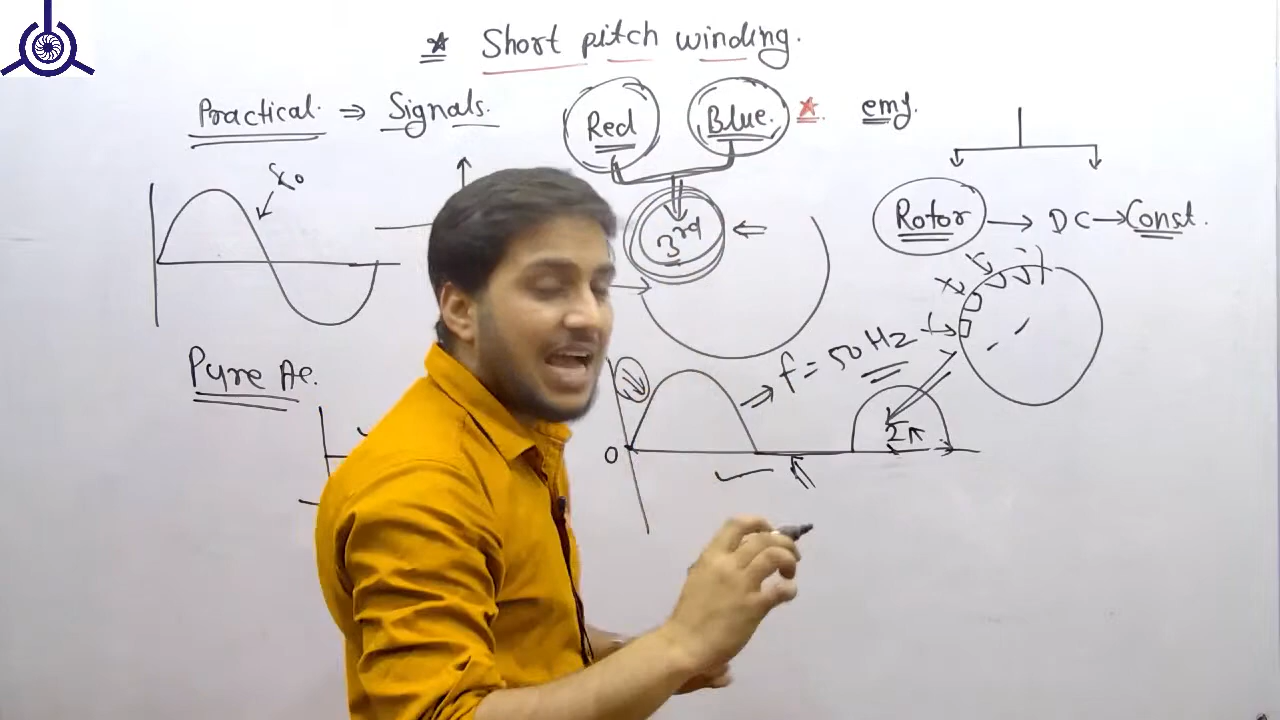 * Short pitch winding.
Practical. ⇒ Signals.
Red
Blue.
*
emf.
3rd
Rotor → DC → Const.
f = 50 Hz
Pure Ac.
0
2π